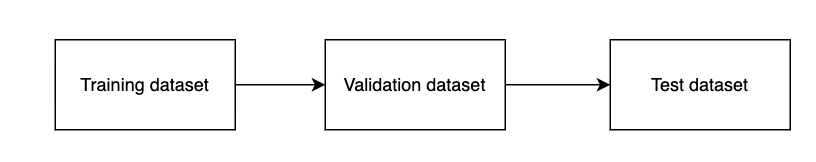 Training dataset
Validation dataset
Test dataset